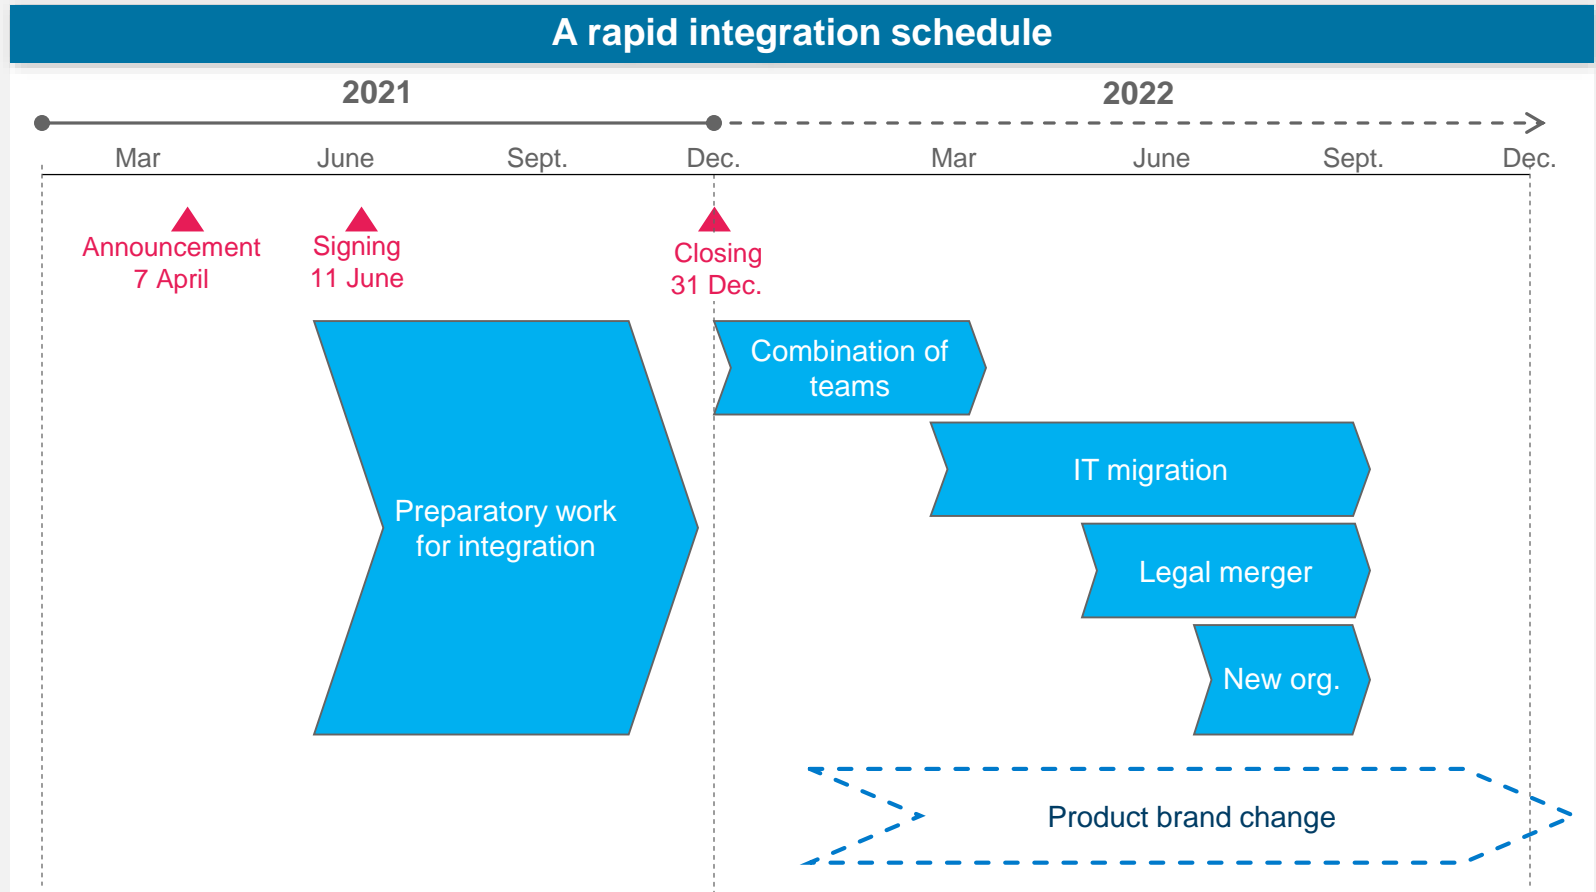 A rapid integration schedule
2021
2022
Mar
June
Sept.
Dec.
Mar
June
Sept.
Dec.
Announcement
7 April
Signing
11 June
Closing
31 Dec.
Combination of
teams
IT migration
Preparatory work
for integration
Legal merger
New org.
Product brand change